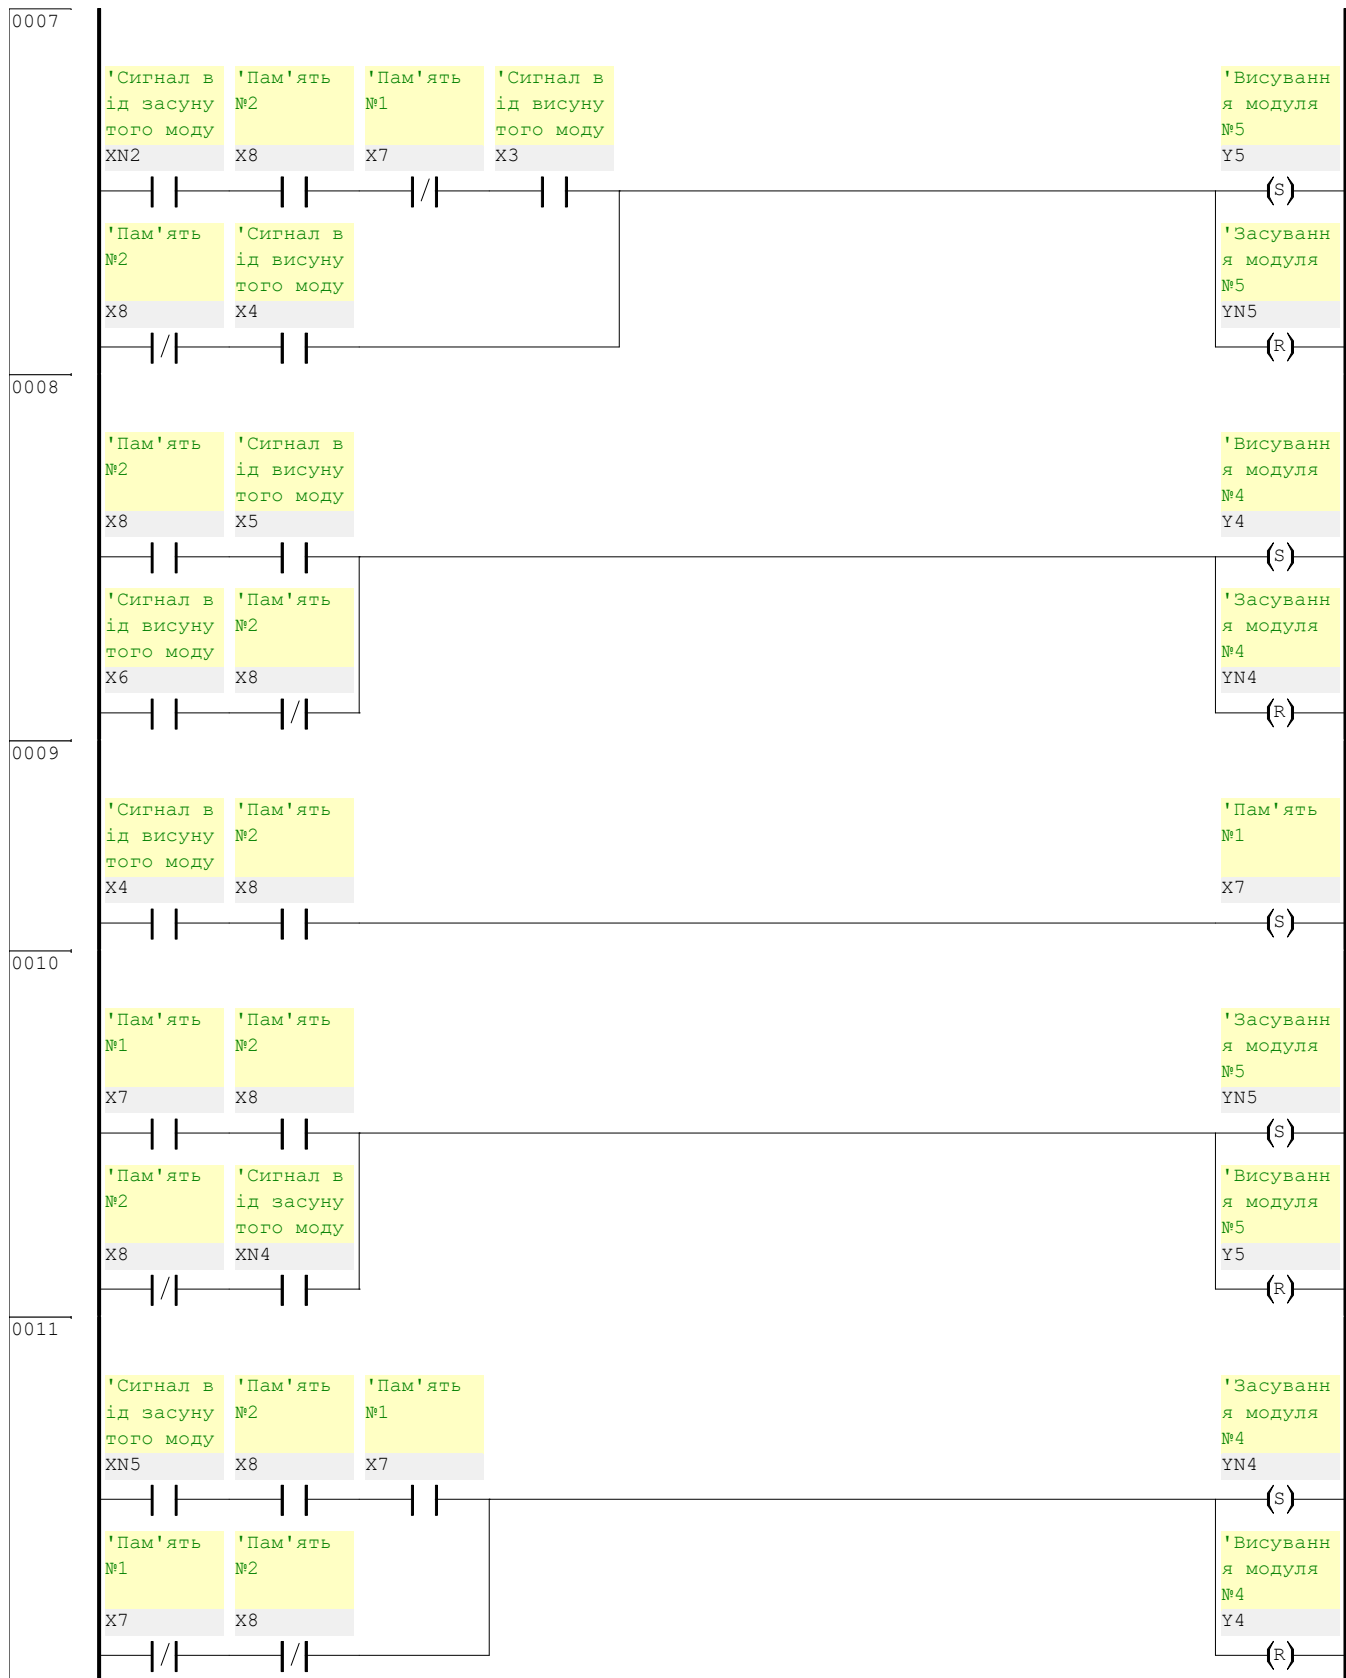 0007
'Сигнал в 'Пам'ять 'Пам'ять 'Сигнал в 'Висуванн
ід засуну №2 №1 ід висуну я модуля
того моду того моду №5
XN2 X8 X7 X3 Y5
/ S
'Пам'ять 'Сигнал в 'Засуванн
№2 ід висуну я модуля
того моду №5
X8 X4 YN5
/ R
0008
'Пам'ять 'Сигнал в 'Висуванн
№2 ід висуну я модуля
того моду №4
X8 X5 Y4
S
'Сигнал в 'Пам'ять 'Засуванн
ід висуну №2 я модуля
того моду №4
X6 X8 YN4
/ R
0009
'Сигнал в 'Пам'ять 'Пам'ять
ід висуну №2 №1
того моду
X4 X8 X7
S
0010
'Пам'ять 'Пам'ять 'Засуванн
№1 №2 я модуля
№5
X7 X8 YN5
S
'Пам'ять 'Сигнал в 'Висуванн
№2 ід засуну я модуля
того моду №5
X8 XN4 Y5
/ R
0011
'Сигнал в 'Пам'ять 'Пам'ять 'Засуванн
ід засуну №2 №1 я модуля
того моду №4
XN5 X8 X7 YN4
S
'Пам'ять 'Пам'ять 'Висуванн
№1 №2 я модуля
№4
X7 X8 Y4
/ / R